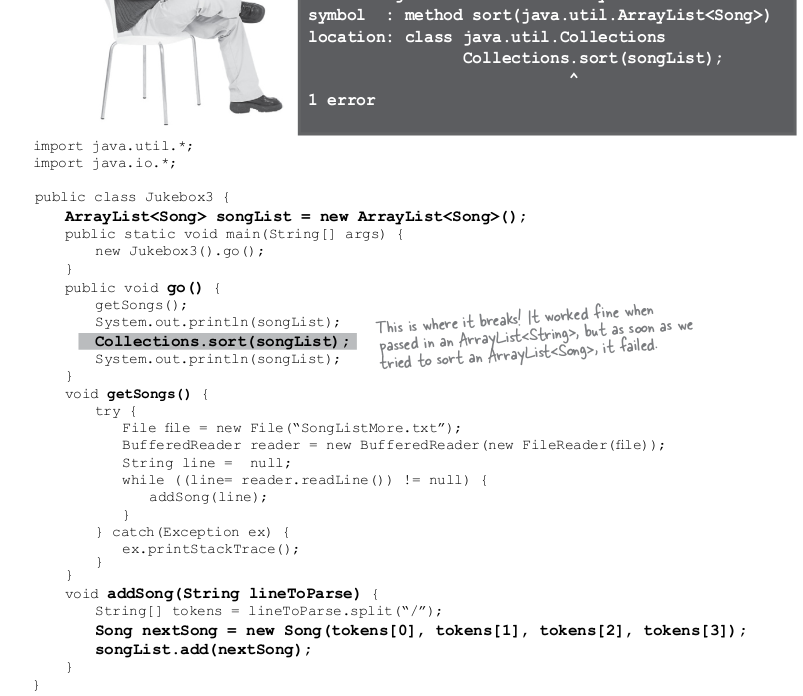 symbol  : method sort(java.util.ArrayList<Song>)
location: class java.util.Collections
Collections.sort(songList);
^
1 error
import java.util.*;
import java.io.*;
public class Jukebox3 {
ArrayList<Song> songList = new ArrayList<Song>();
public static void main(String[] args) {
new Jukebox3().go();
}
public void go() {
getSongs();
System.out.println(songList);
Collections.sort(songList);
System.out.println(songList);
}
This is where it breaks! It worked fine when
passed in an ArrayList<String>, but as soon as we
tried to sort an ArrayList<Song>, it failed.
void getSongs() {
try {
File file = new File(“SongListMore.txt”);
BufferedReader reader = new BufferedReader(new FileReader(file));
String line =  null;
while ((line= reader.readLine()) != null) {
addSong(line);
}
} catch(Exception ex) {
ex.printStackTrace();
}
}
void addSong(String lineToParse) {
String[] tokens = lineToParse.split(“/”);
Song nextSong = new Song(tokens[0], tokens[1], tokens[2], tokens[3]);
songList.add(nextSong);
}
}